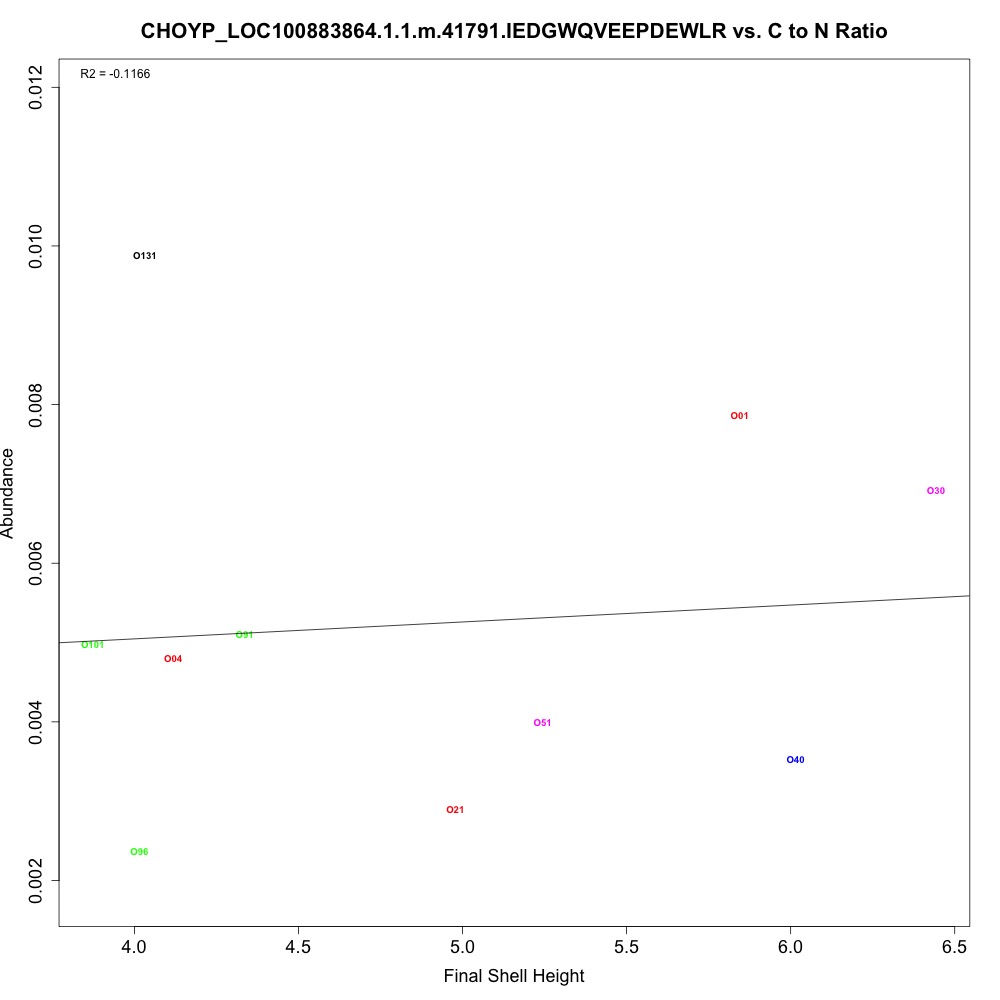 CHOYP_LOC100883864.1.1.m.41791.IEDGWQVEEPDEWLR vs. C to N Ratio
R2 = -0.1166
0.012
0.010
0.008
0.006
0.004
0.002
Abundance
O131
O01
O30
O91
O101
O04
O51
O40
O21
O96
4.0 4.5 5.0 5.5 6.0 6.5
Final Shell Height